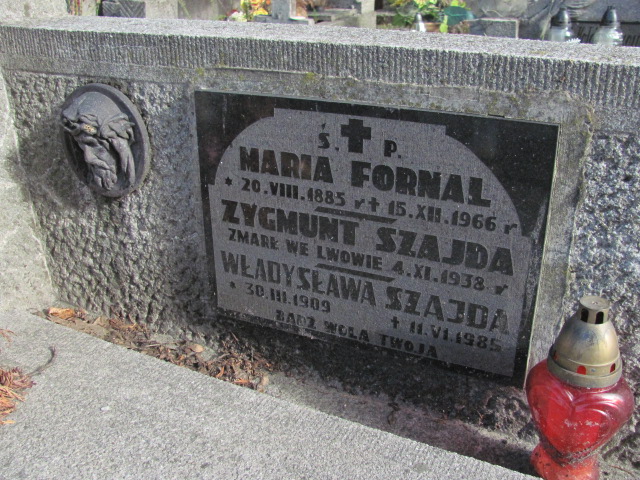 Ś. ✝ P.
MARIA FORNAL
* 20.VIII.1885 r ✝ 15.XII.1966 r
ZYGMUNT SZAJDA
ZMARŁ WE LWOWIE 4.XI.1938 r
WŁADYSŁAWA SZAJDA
* 30.III.1909 ✝ 11.VI.1985
BĄDŹ WOLA TWOJA